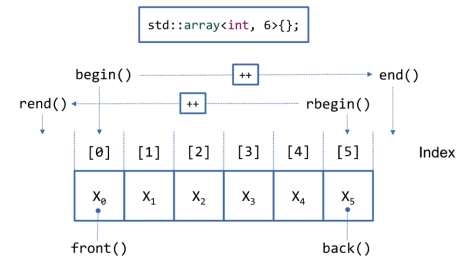 std::array<int, 6>{};
begin() ++ end()
rend() ++ rbegin()
[0] [1] [2] [3] [4] [5] Index
X₀ X₁ X₂ X₃ X₄ X₅
front() back()